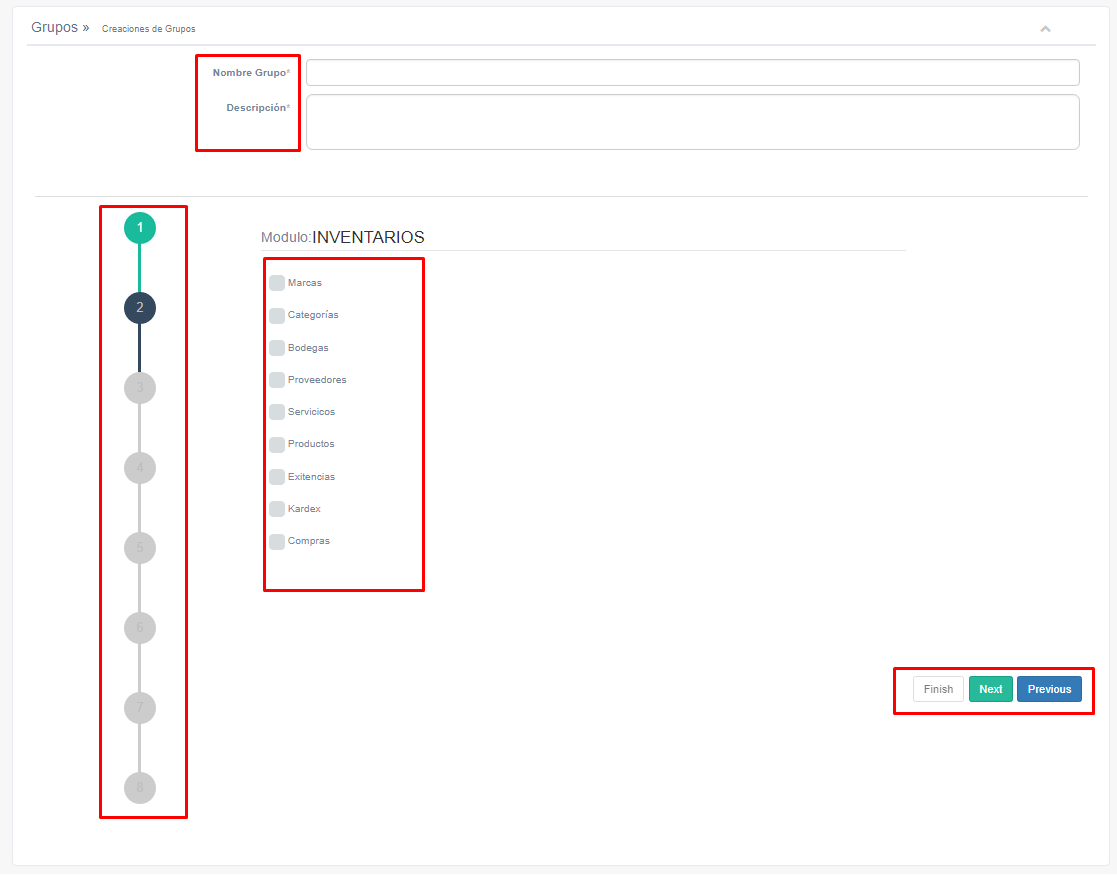 Grupos » Creaciones de Grupos
Nombre Grupo*
Descripción*
1
2
3
4
5
6
7
8
Modulo:INVENTARIOS
Marcas
Categorías
Bodegas
Proveedores
Servicicos
Productos
Exitencias
Kardex
Compras
Finish Next Previous